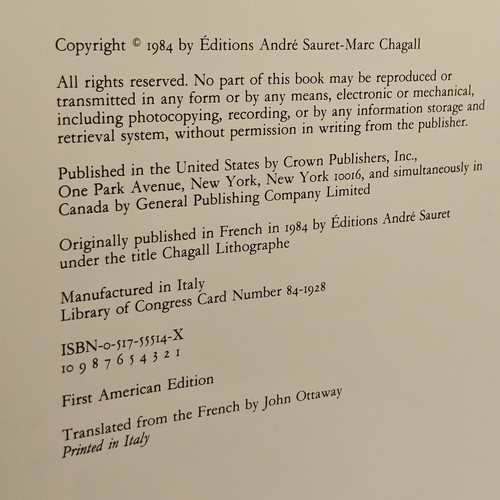 Copyright © 1984 by Éditions André Sauret-Marc Chagall
All rights reserved. No part of this book may be reproduced or
transmitted in any form or by any means, electronic or mechanical,
including photocopying, recording, or by any information storage and
retrieval system, without permission in writing from the publisher.
Published in the United States by Crown Publishers, Inc.,
One Park Avenue, New York, New York 10016, and simultaneously in
Canada by General Publishing Company Limited
Originally published in French in 1984 by Éditions André Sauret
under the title Chagall Lithographe
Manufactured in Italy
Library of Congress Card Number 84-1928
ISBN-0-517-55514-X
10 9 8 7 6 5 4 3 2 1
First American Edition
Translated from the French by John Ottaway
Printed in Italy